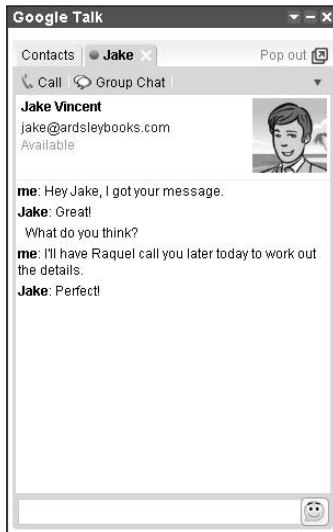 Google Talk
Contacts Jake Pop out
Call Group Chat
Jake Vincent
jake@ardsleybooks.com
Available
me: Hey Jake, I got your message.
Jake: Great!
What do you think?
me: I'll have Raquel call you later today to work out
the details.
Jake: Perfect!